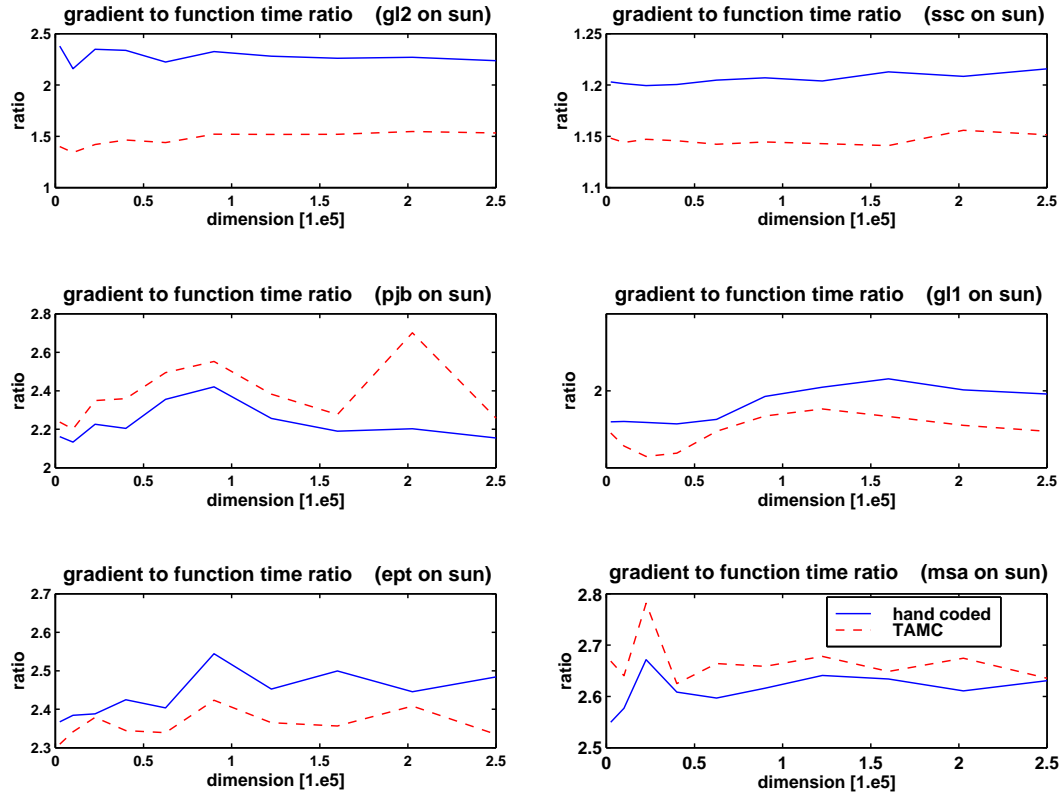 gradient to function time ratio (gl2 on sun)
2.5
2
1.5
1
ratio
0.5 1 1.5 2 2.5
dimension [1.e5]
gradient to function time ratio (ssc on sun)
1.25
1.2
1.15
1.1
ratio
0 0.5 1 1.5 2 2.5
dimension [1.e5]
gradient to function time ratio (pjb on sun)
2.8
2.6
2.4
2.2
2
ratio
0 0.5 1 1.5 2 2.5
dimension [1.e5]
gradient to function time ratio (gl1 on sun)
2
ratio
0 0.5 1 1.5 2 2.5
dimension [1.e5]
gradient to function time ratio (ept on sun)
2.7
2.6
2.5
2.4
2.3
ratio
0 0.5 1 1.5 2 2.5
dimension [1.e5]
gradient to function time ratio (msa on sun)
2.8
2.7
2.6
2.5
ratio
hand coded
TAMC
0 0.5 1 1.5 2 2.5
dimension [1.e5]